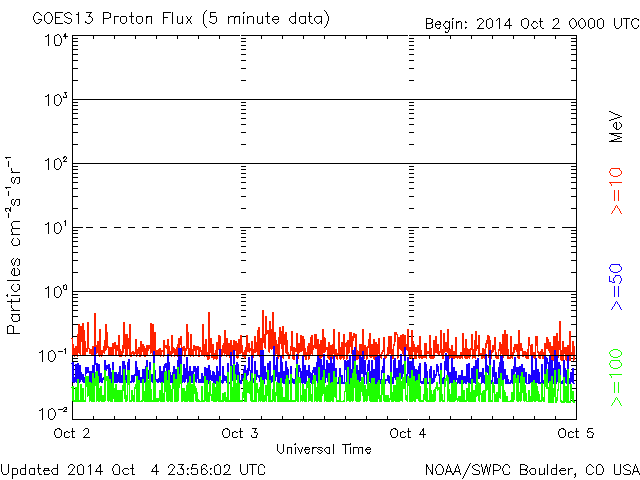 GOES13 Proton Flux (5 minute data)
Begin: 2014 Oct 2 0000 UTC
Particles cm⁻²s⁻¹sr⁻¹
10⁴
10³
10²
10¹
10⁰
10⁻¹
10⁻²
Oct 2
Oct 3
Oct 4
Oct 5
Universal Time
MeV
>=10
>=50
>=100
Updated 2014 Oct 4 23:56:02 UTC
NOAA/SWPC Boulder, CO USA